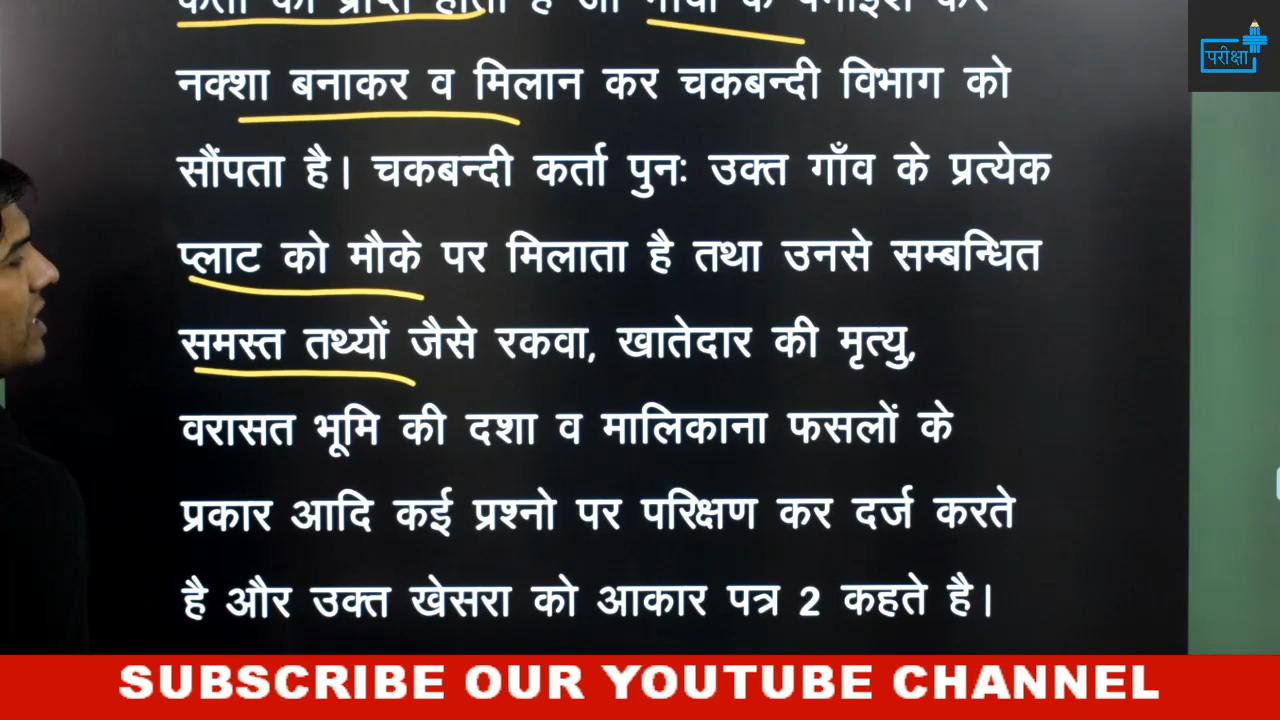 परीक्षा
नक्शा बनाकर व मिलान कर चकबन्दी विभाग को
सौंपता है। चकबन्दी कर्ता पुनः उक्त गाँव के प्रत्येक
प्लाट को मौके पर मिलाता है तथा उनसे सम्बन्धित
समस्त तथ्यों जैसे रकवा, खातेदार की मृत्यु,
वरासत भूमि की दशा व मालिकाना फसलों के
प्रकार आदि कई प्रश्नो पर परिक्षण कर दर्ज करते
है और उक्त खेसरा को आकार पत्र 2 कहते है।
SUBSCRIBE OUR YOUTUBE CHANNEL